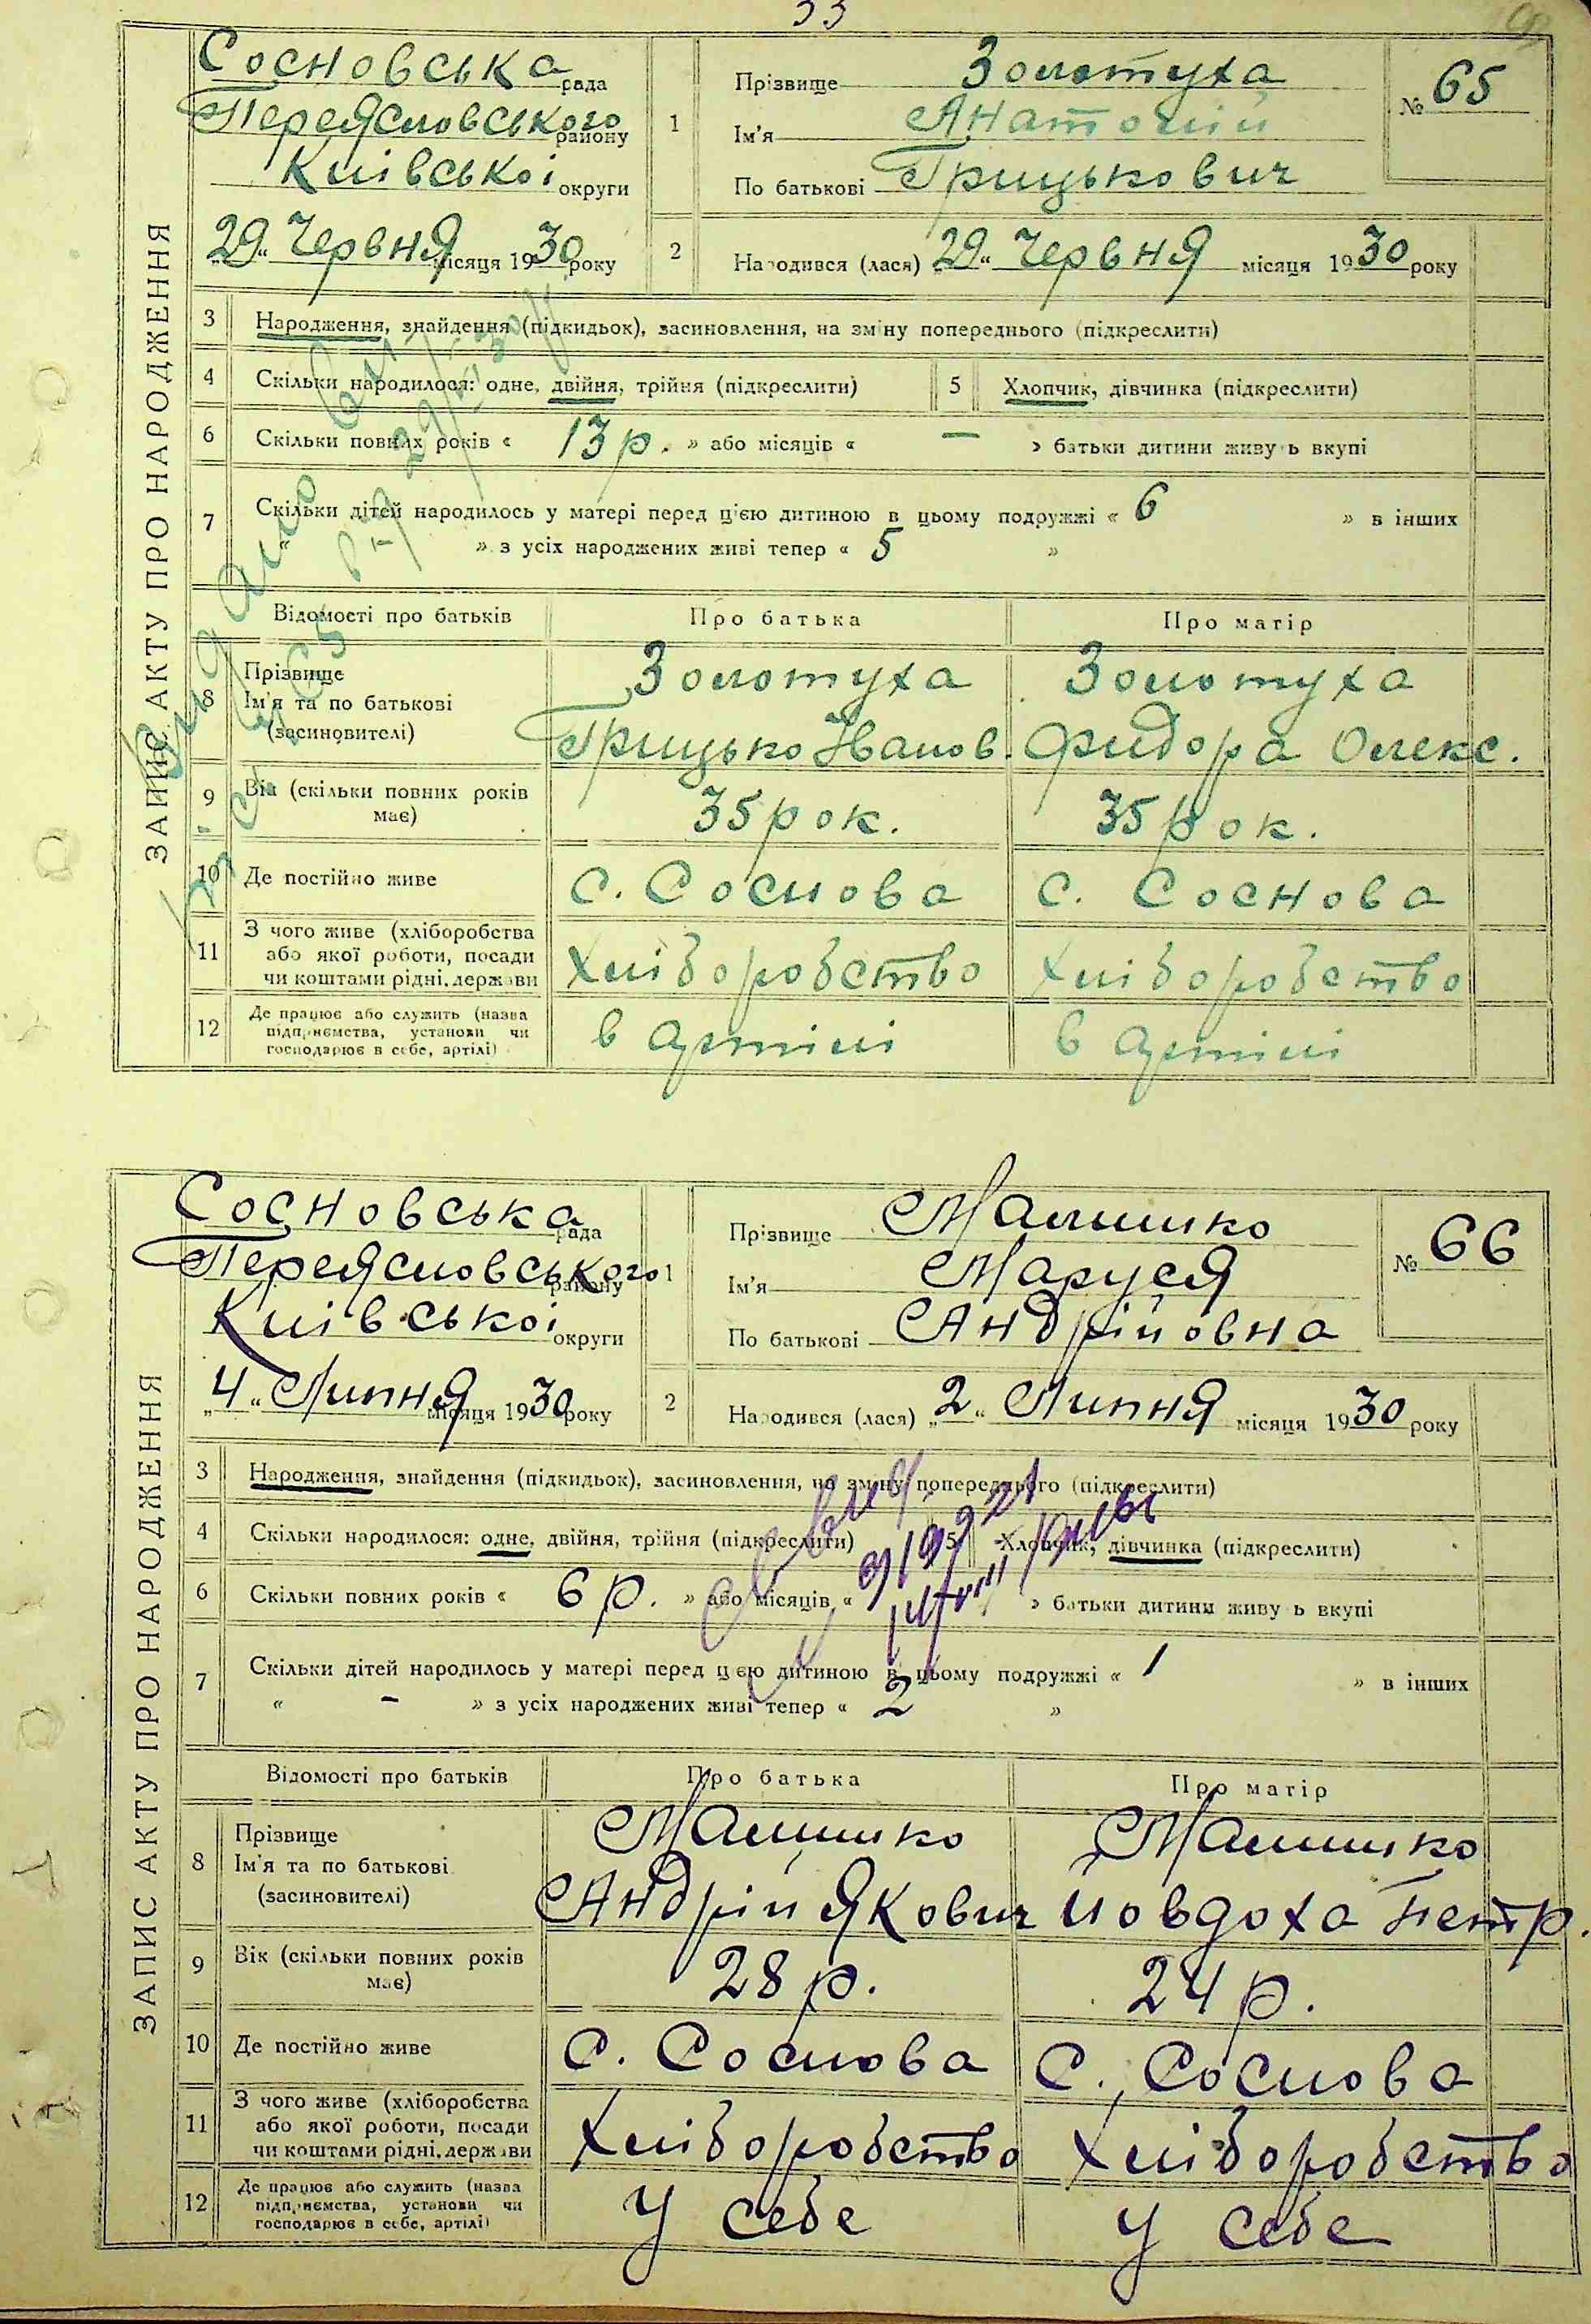 33
ЗАПИС АКТУ ПРО НАРОДЖЕННЯ
Сосновська рада
Переясловського району
Київської округи
„29“ Червня місяця 1930 року
1
Прізвище Золотуха
Ім'я Анатолій
По батькові Грицькович
№ 65
2
Народився (лася) „29“ Червня місяця 1930 року
3 Народження, знайдення (підкидьок), засиновлення, на зміну попереднього (підкреслити)
4 Скільки народилося: одне, двійня, трійня (підкреслити) 5 Хлопчик, дівчинка (підкреслити)
6 Скільки повних років « 13 р. » або місяців « — » батьки дитини живуть вкупі
7 Скільки дітей народилось у матері перед цією дитиною в цьому подружжі « 6 » в інших
« » з усіх народжених живі тепер « 5 »
Відомості про батьків Про батька Про матір
8 Прізвище Ім'я та по батькові (засиновителі)
Золотуха Золотуха
Грицько Іванов. Фидора Олекс.
9 Вік (скільки повних років має) 35 рок. 35 рок.
10 Де постійно живе с. Соснова с. Соснова
11 З чого живе (хліборобства або якої роботи, посади чи коштами рідні, держави Хліборобство Хліборобство
12 Де працює або служить (назва підприємства, установи чи господарює в себе, артілі) в артілі в артілі
ЗАПИС АКТУ ПРО НАРОДЖЕННЯ
Сосновська рада
Переясловського району
Київської округи
„4“ Липня місяця 1930 року
1
Прізвище Малишко
Ім'я Маруся
По батькові Андрійовна
№ 66
2
Народився (лася) „2“ Липня місяця 1930 року
3 Народження, знайдення (підкидьок), засиновлення, на зміну попереднього (підкреслити)
4 Скільки народилося: одне, двійня, трійня (підкреслити) 5 Хлопчик, дівчинка (підкреслити)
6 Скільки повних років « 6 р. » або місяців « » батьки дитини живуть вкупі
7 Скільки дітей народилось у матері перед цією дитиною в цьому подружжі « 1 » в інших
« – » з усіх народжених живі тепер « 2 »
Відомості про батьків Про батька Про матір
8 Прізвище Ім'я та по батькові (засиновителі)
Малишко Малишко
Андрій Якович Иовдоха Петр.
9 Вік (скільки повних років має) 28 р. 24 р.
10 Де постійно живе с. Соснова с. Соснова
11 З чого живе (хліборобства або якої роботи, посади чи коштами рідні, держави Хліборобство Хліборобство
12 Де працює або служить (назва підприємства, установи чи господарює в себе, артілі) у себе у себе